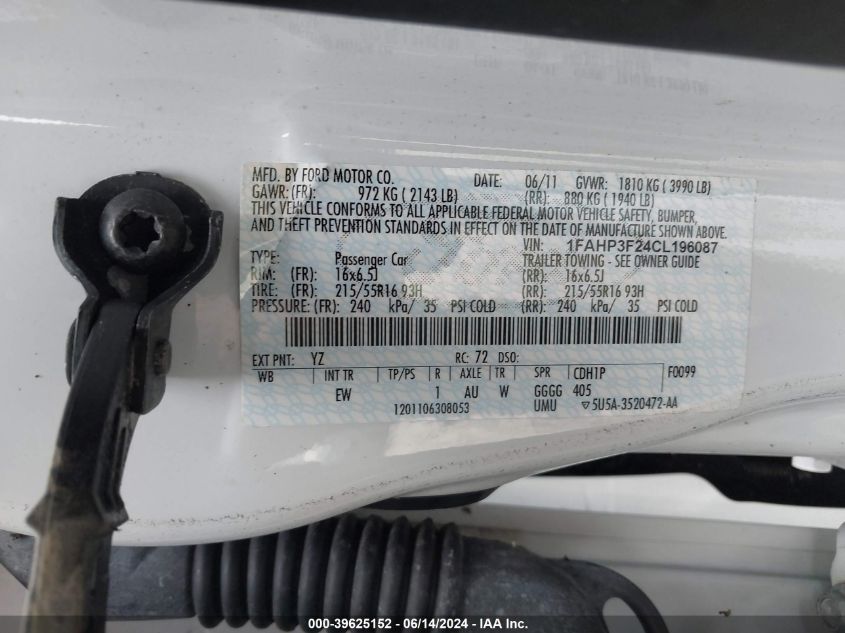 MFD. BY FORD MOTOR CO. DATE: 06/11 GVWR: 1810 KG ( 3990 LB)
GAWR: (FR): 972 KG ( 2143 LB) (RR): 880 KG ( 1940 LB)
THIS VEHICLE CONFORMS TO ALL APPLICABLE FEDERAL MOTOR VEHICLE SAFETY, BUMPER,
AND THEFT PREVENTION STANDARDS IN EFFECT ON THE DATE OF MANUFACTURE SHOWN ABOVE.
VIN: 1FAHP3F24CL196087
TYPE: Passenger Car TRAILER TOWING - SEE OWNER GUIDE
RIM: (FR): 16x6.5J (RR): 16x6.5J
TIRE: (FR): 215/55R16 93H (RR): 215/55R16 93H
PRESSURE: (FR): 240 kPa/ 35 PSI COLD (RR): 240 kPa/ 35 PSI COLD
EXT PNT: YZ RC: 72 DSO: F0099
WB INT TR TP/PS R AXLE TR SPR CDH1P
EW 1 AU W GGGG 405
1201106308053 UMU 5U5A-3520472-AA
000-39625152 - 06/14/2024 - IAA Inc.